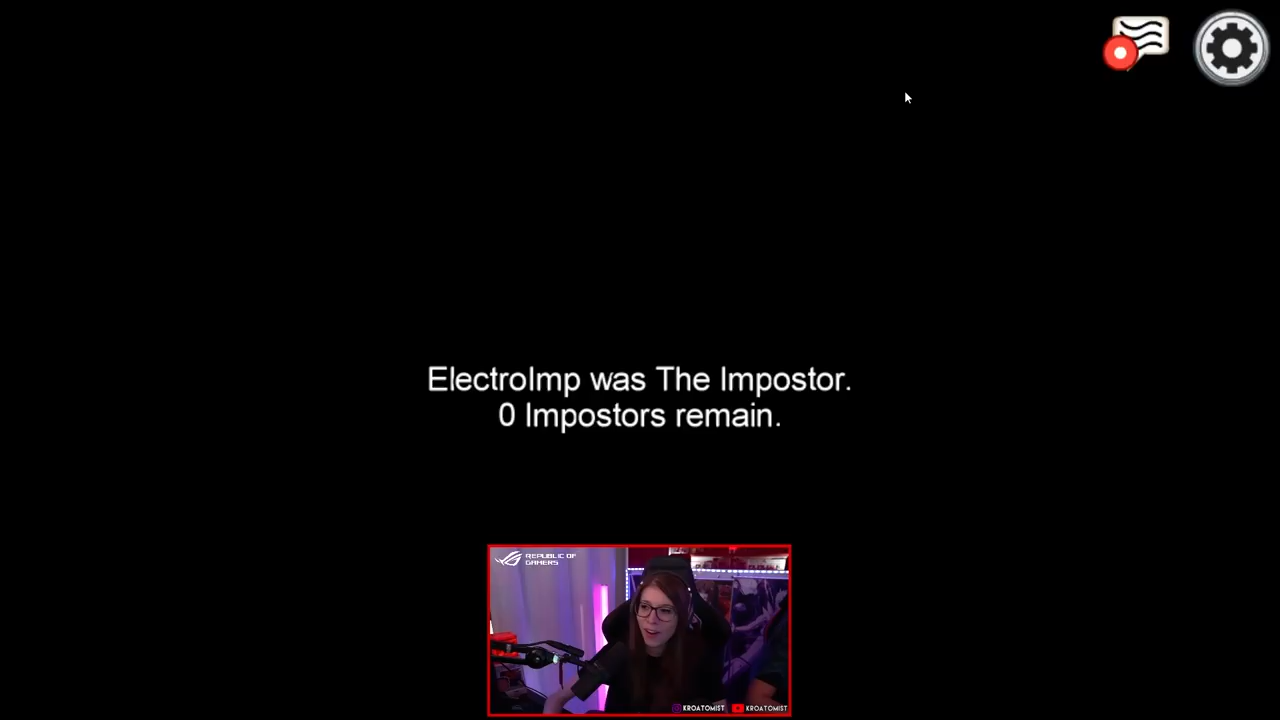 ElectroImp was The Impostor.
0 Impostors remain.
REPUBLIC OF
GAMERS
KROATOMIST
KROATOMIST